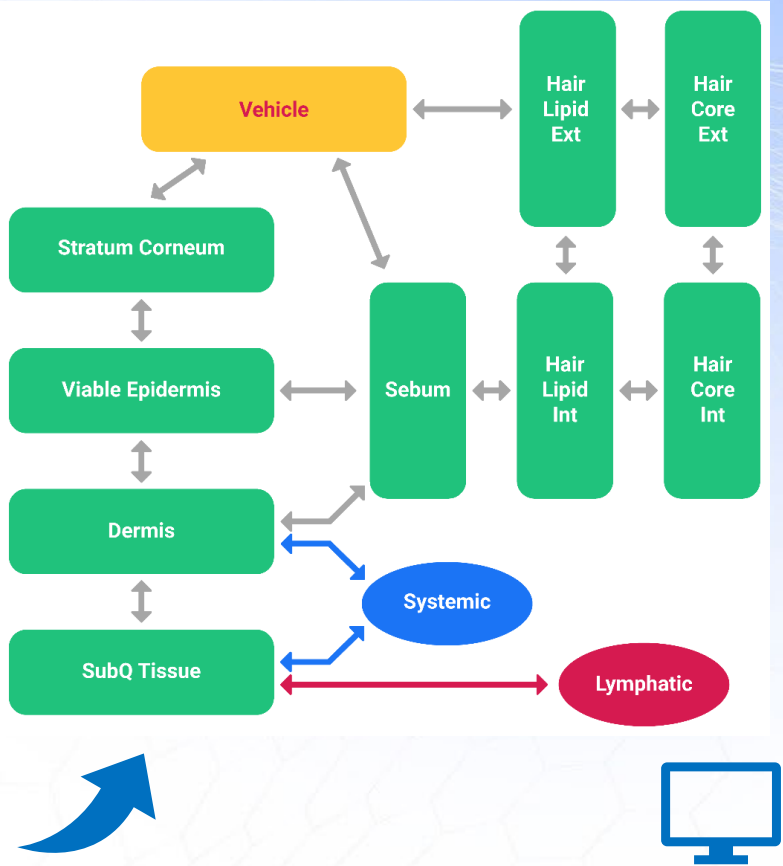 Vehicle
Hair
Lipid
Ext
Hair
Core
Ext
Stratum Corneum
Viable Epidermis
Sebum
Hair
Lipid
Int
Hair
Core
Int
Dermis
Systemic
SubQ Tissue
Lymphatic